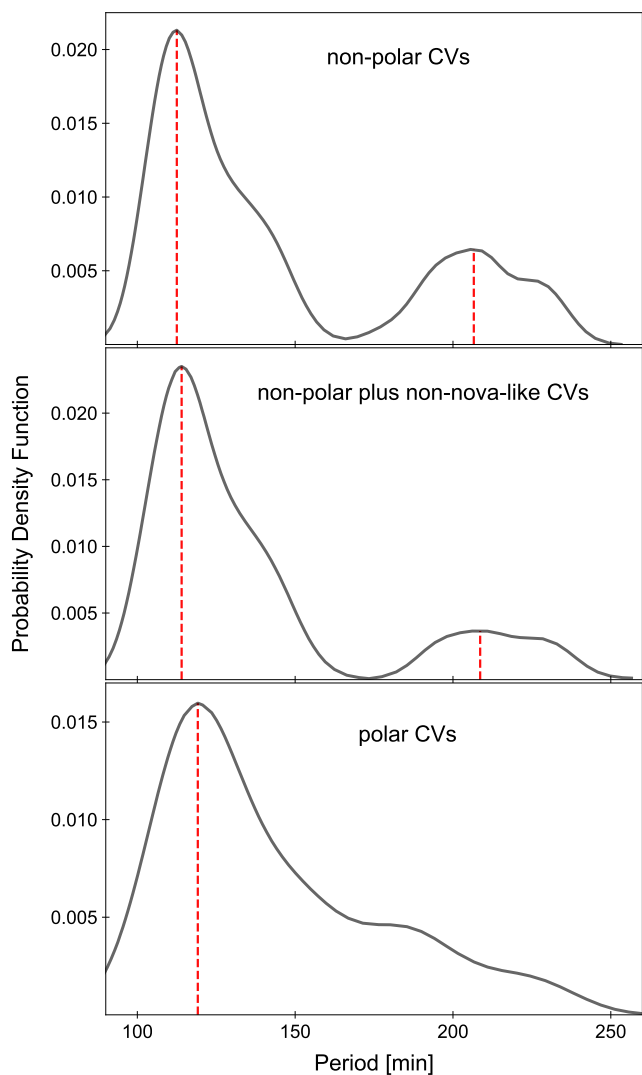 non-polar CVs
0.020
0.015
0.010
0.005
non-polar plus non-nova-like CVs
0.020
0.015
0.010
0.005
Probability Density Function
polar CVs
0.015
0.010
0.005
100 150 200 250
Period [min]